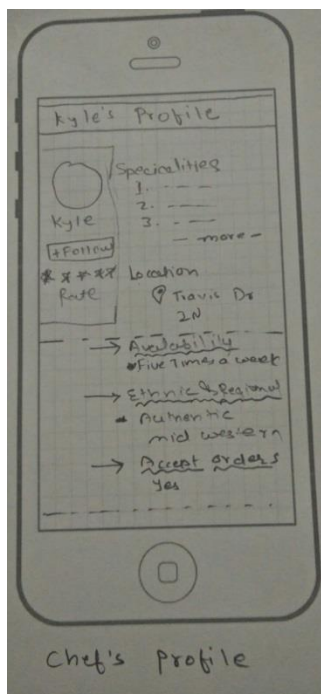 Kyle's Profile
Specialities
1.
2.
3.
Kyle
- more -
+Follow
Rate
Location
Travis Dr
2N
Availability
Five Times a week
Ethnic & Regional
Authentic
mid western
Accept orders
Yes
Chef's Profile